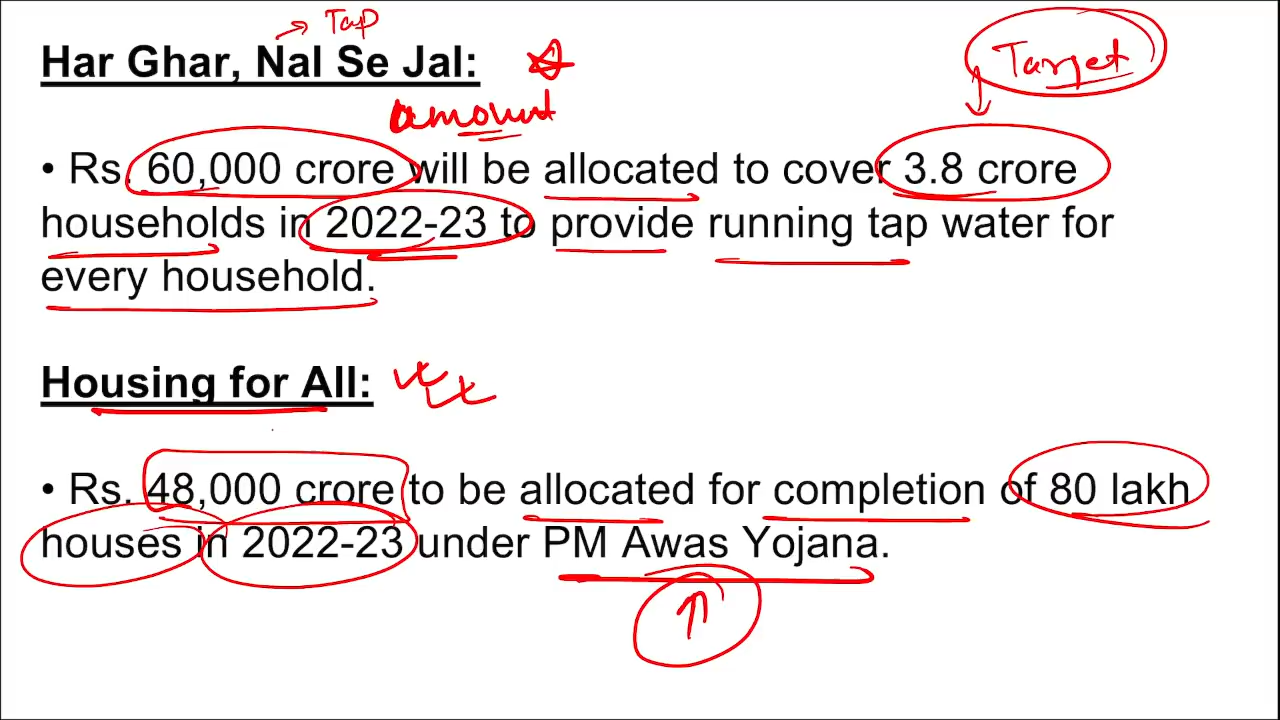 Tap
Har Ghar, Nal Se Jal:
Target
amount
• Rs. 60,000 crore will be allocated to cover 3.8 crore
households in 2022-23 to provide running tap water for
every household.
Housing for All:
• Rs. 48,000 crore to be allocated for completion of 80 lakh
houses in 2022-23 under PM Awas Yojana.